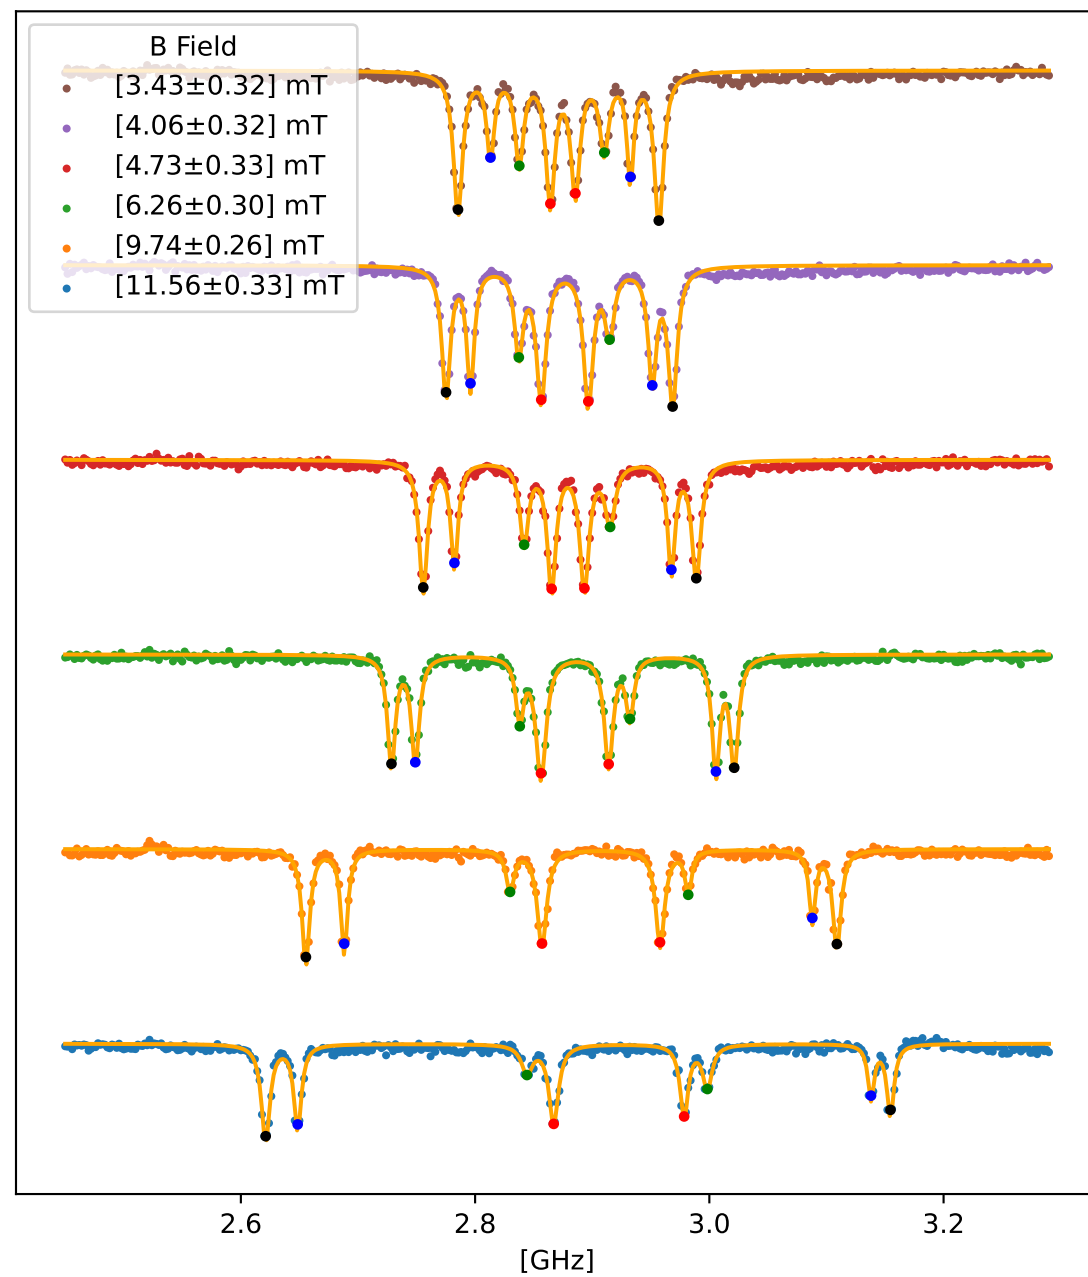 B Field
[3.43±0.32] mT
[4.06±0.32] mT
[4.73±0.33] mT
[6.26±0.30] mT
[9.74±0.26] mT
[11.56±0.33] mT
2.6 2.8 3.0 3.2
[GHz]